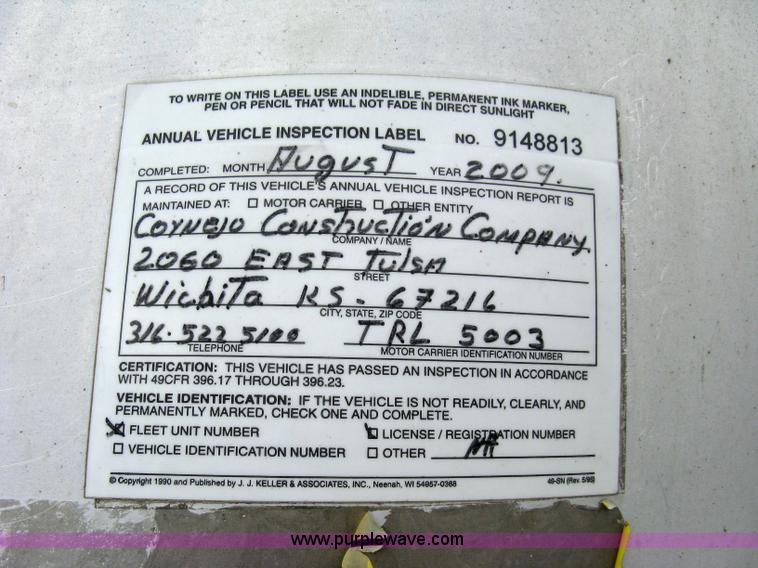 TO WRITE ON THIS LABEL USE AN INDELIBLE, PERMANENT INK MARKER,
PEN OR PENCIL THAT WILL NOT FADE IN DIRECT SUNLIGHT
ANNUAL VEHICLE INSPECTION LABEL NO. 9148813
COMPLETED: MONTH AugusT YEAR 2009.
A RECORD OF THIS VEHICLE'S ANNUAL VEHICLE INSPECTION REPORT IS
MAINTAINED AT: ☐ MOTOR CARRIER ☐ OTHER ENTITY
Cornejo Construction Company
COMPANY / NAME
2060 EAST Tulsa
STREET
Wichita KS. 67216
CITY, STATE, ZIP CODE
316.522 5100 TRL 5003
TELEPHONE MOTOR CARRIER IDENTIFICATION NUMBER
CERTIFICATION: THIS VEHICLE HAS PASSED AN INSPECTION IN ACCORDANCE
WITH 49CFR 396.17 THROUGH 396.23.
VEHICLE IDENTIFICATION: IF THE VEHICLE IS NOT READILY, CLEARLY, AND
PERMANENTLY MARKED, CHECK ONE AND COMPLETE.
☒ FLEET UNIT NUMBER ☐ LICENSE / REGISTRATION NUMBER
☐ VEHICLE IDENTIFICATION NUMBER ☐ OTHER NA
© Copyright 1990 and Published by J. J. KELLER & ASSOCIATES, INC., Neenah, WI 54957-0368 49-SN (Rev. 5/95)
www.purplewave.com